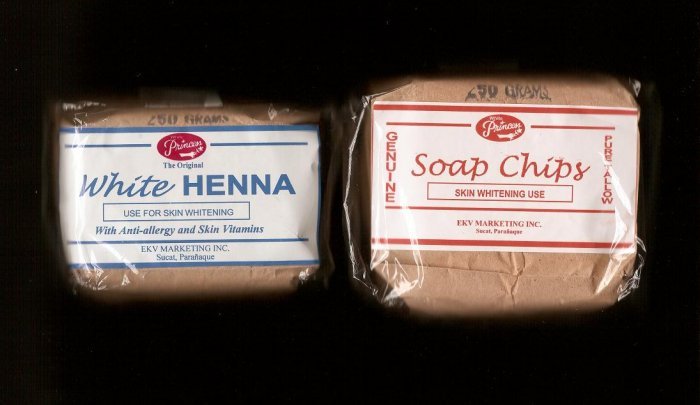 250 GRAMS
Princess
The Original
White HENNA
USE FOR SKIN WHITENING
With Anti-allergy and Skin Vitamins
EKV MARKETING INC.
Sucat, Parañaque
250 GRAMS
Princess
GENUINE
Soap Chips
PURE TALLOW
SKIN WHITENING USE
EKV MARKETING INC.
Sucat, Parañaque